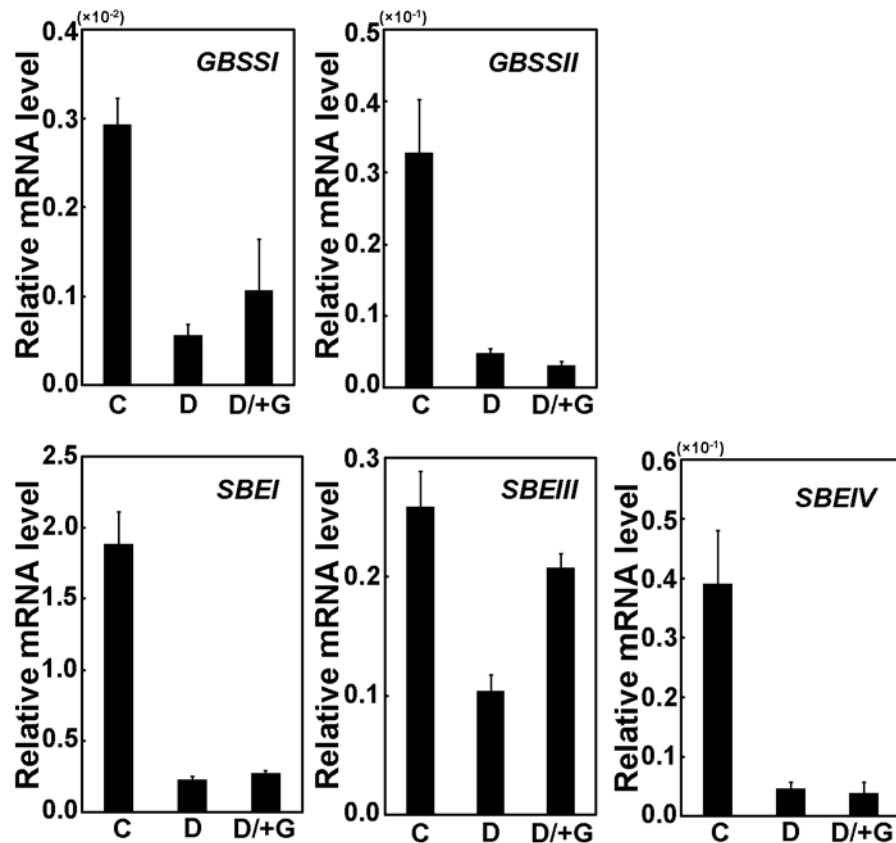 (×10⁻²)
0.4
0.3
0.2
0.1
0.0
Relative mRNA level
GBSSI
C D D/+G
(×10⁻¹)
0.5
0.4
0.3
0.2
0.1
0.0
Relative mRNA level
GBSSII
C D D/+G
2.5
2.0
1.5
1.0
0.5
0.0
Relative mRNA level
SBEI
C D D/+G
0.3
0.2
0.1
0.0
Relative mRNA level
SBEIII
C D D/+G
(×10⁻¹)
0.6
0.5
0.4
0.3
0.2
0.1
0.0
Relative mRNA level
SBEIV
C D D/+G